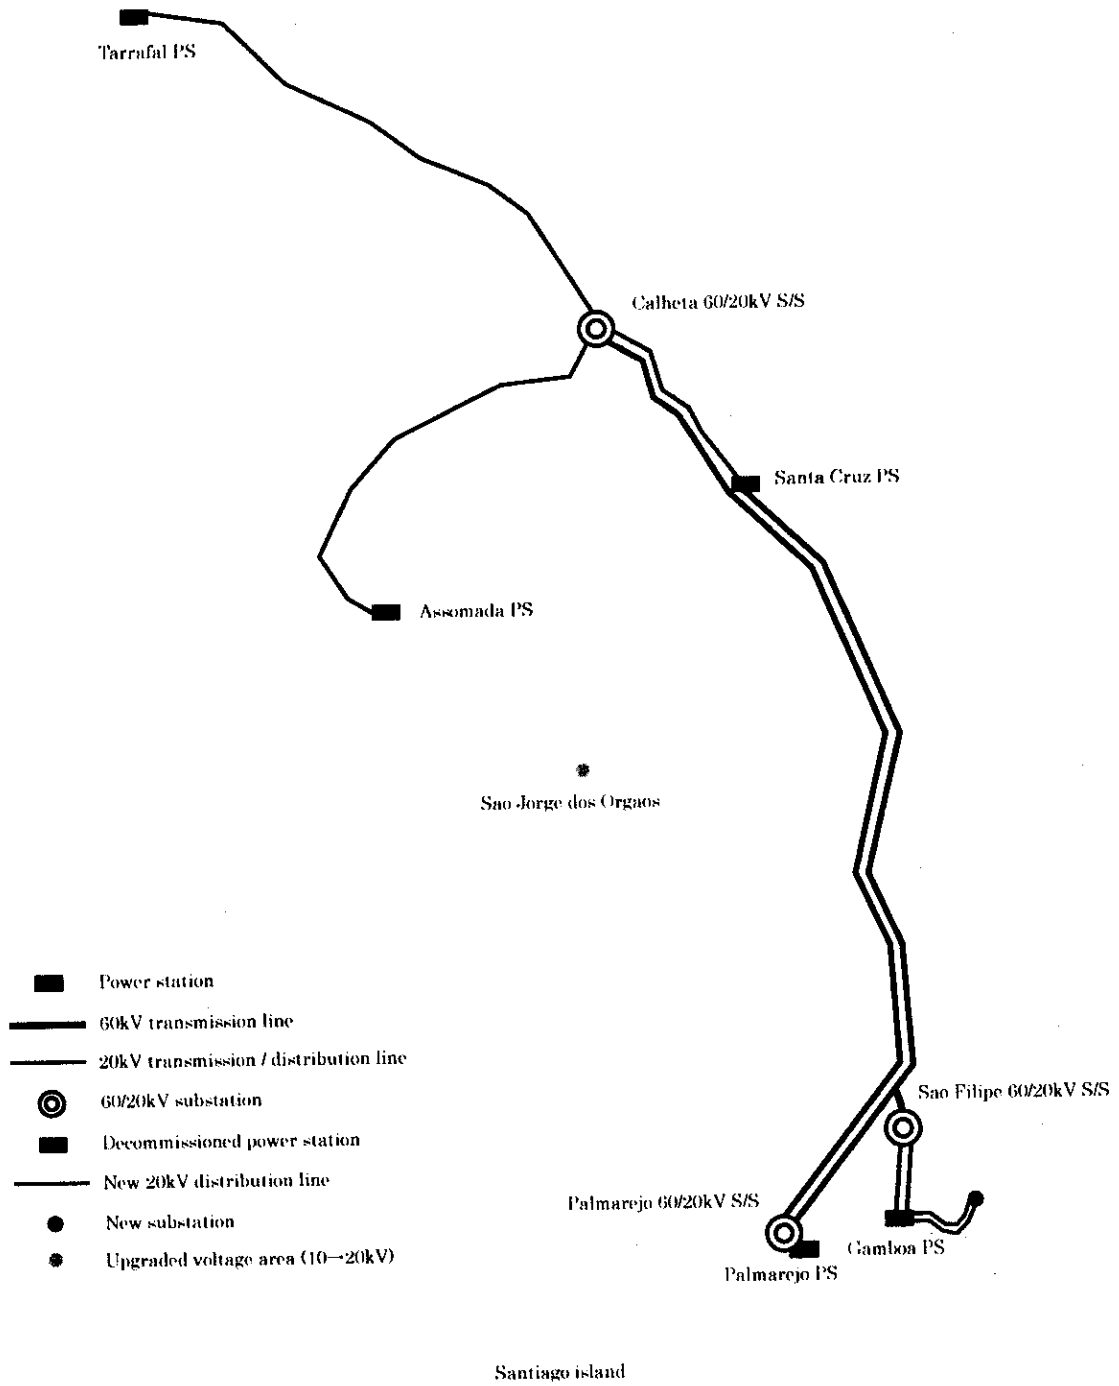 Tarrafal PS
Calheta 60/20kV S/S
Santa Cruz PS
Assomada PS
Sao Jorge dos Orgaos
Power station
60kV transmission line
20kV transmission / distribution line
60/20kV substation
Decommissioned power station
New 20kV distribution line
New substation
Upgraded voltage area (10→20kV)
Sao Filipe 60/20kV S/S
Palmarejo 60/20kV S/S
Gamboa PS
Palmarejo PS
Santiago island